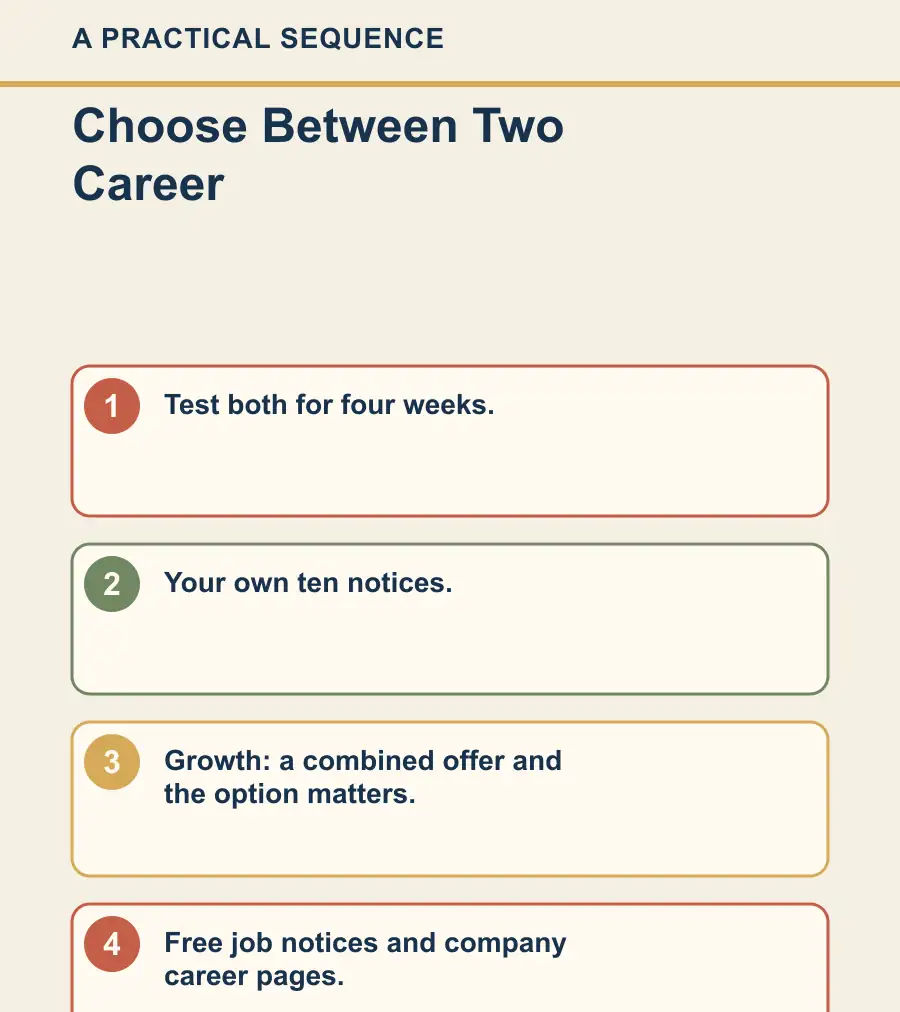 A PRACTICAL SEQUENCE
Choose Between Two
Career
1
Test both for four weeks.
2
Your own ten notices.
3
Growth: a combined offer and
the option matters.
4
Free job notices and company
career pages.